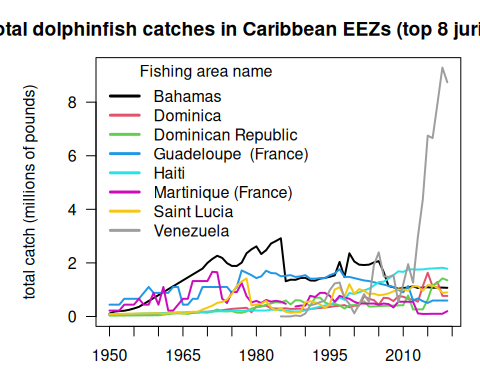 otal dolphinfish catches in Caribbean EEZs (top 8 juri
Fishing area name
Bahamas
Dominica
Dominican Republic
Guadeloupe (France)
Haiti
Martinique (France)
Saint Lucia
Venezuela
total catch (millions of pounds)
8
6
4
2
0
1950 1965 1980 1995 2010